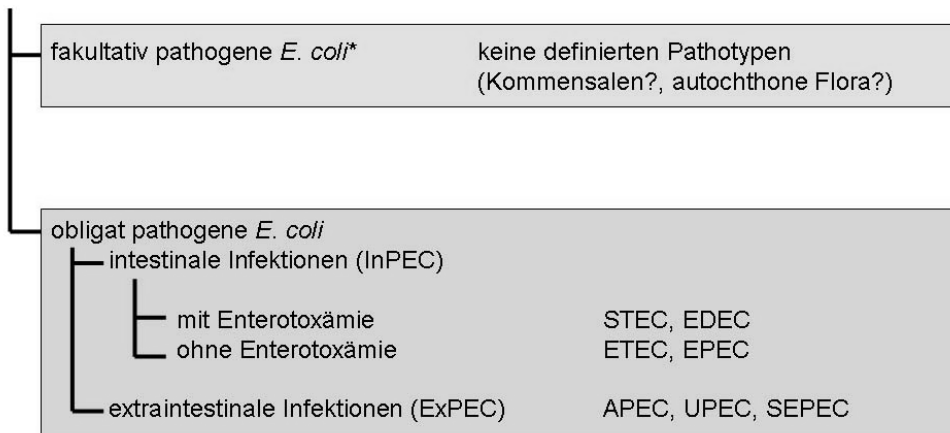 fakultativ pathogene E. coli* keine definierten Pathotypen
(Kommensalen?, autochthone Flora?)
obligat pathogene E. coli
intestinale Infektionen (InPEC)
mit Enterotoxämie STEC, EDEC
ohne Enterotoxämie ETEC, EPEC
extraintestinale Infektionen (ExPEC) APEC, UPEC, SEPEC